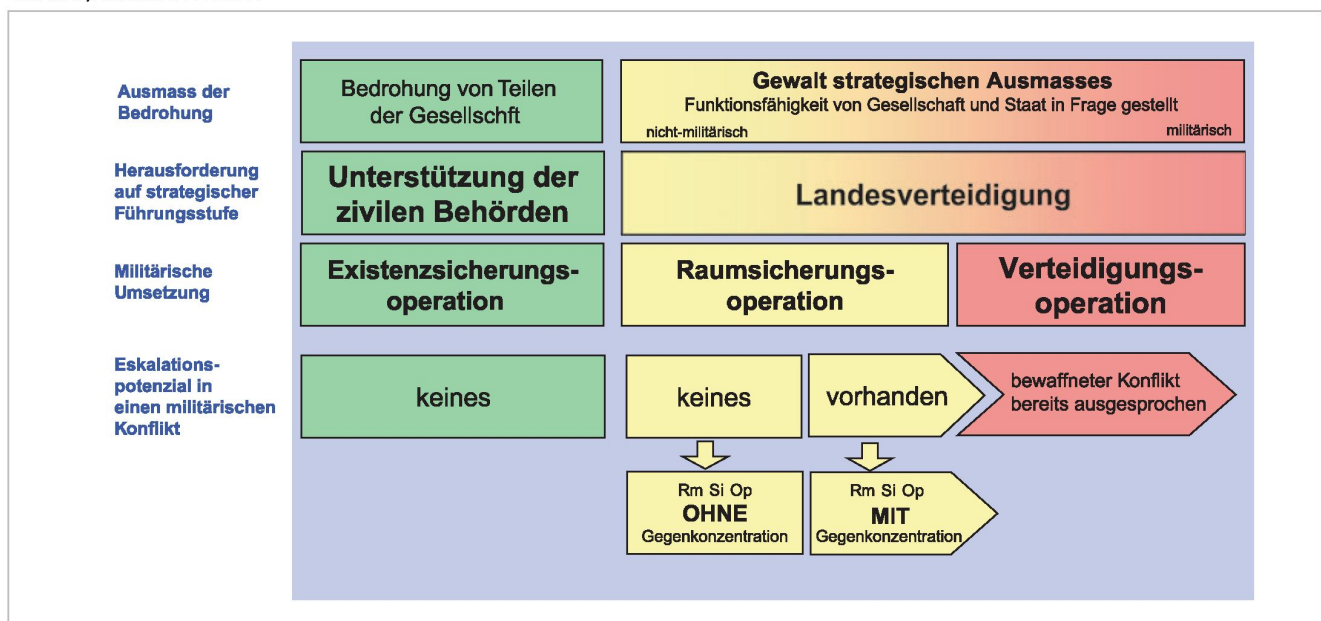 Ausmass der
Bedrohung
Bedrohung von Teilen
der Gesellschft
Gewalt strategischen Ausmasses
Funktionsfähigkeit von Gesellschaft und Staat in Frage gestellt
nicht-militärisch
militärisch
Herausforderung
auf strategischer
Führungsstufe
Unterstützung der
zivilen Behörden
Landesverteidigung
Militärische
Umsetzung
Existenzsicherungs-
operation
Raumsicherungs-
operation
Verteidigungs-
operation
Eskalations-
potenzial in
einen militärischen
Konflikt
keines
keines
vorhanden
bewaffneter Konflikt
bereits ausgesprochen
Rm Si Op
OHNE
Gegenkonzentration
Rm Si Op
MIT
Gegenkonzentration